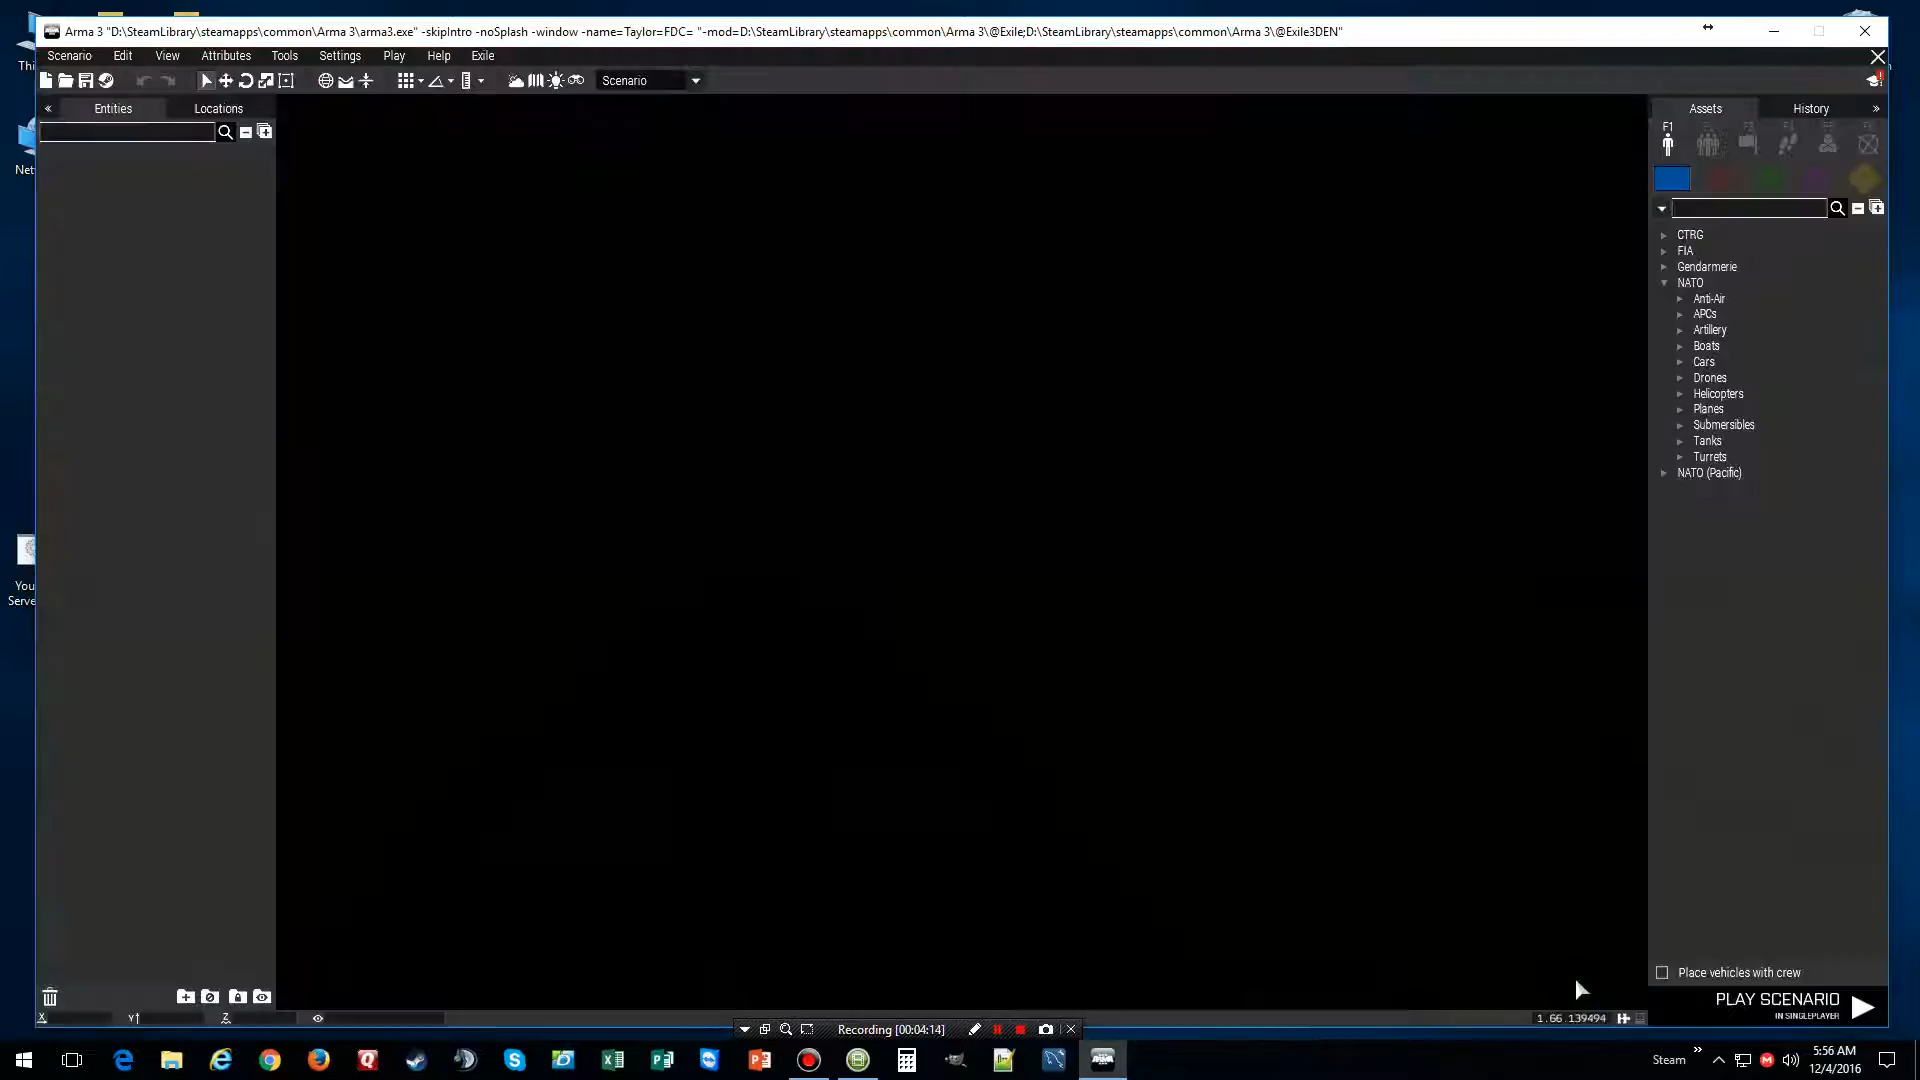 Arma 3 "D:\SteamLibrary\steamapps\common\Arma 3\arma3.exe" -skipIntro -noSplash -window -name=Taylor=FDC= "-mod=D:\SteamLibrary\steamapps\common\Arma 3\@Exile;D:\SteamLibrary\steamapps\common\Arma 3\@Exile3DEN"
Scenario Edit View Attributes Tools Settings Play Help Exile
Scenario
Entities Locations
Assets History
F1
CTRG
FIA
Gendarmerie
NATO
Anti-Air
APCs
Artillery
Boats
Cars
Drones
Helicopters
Planes
Submersibles
Tanks
Turrets
NATO (Pacific)
Thi
Net
You
Serve
Place vehicles with crew
PLAY SCENARIO
IN SINGLEPLAYER
X Y Z
1.66.139494
Recording [00:04:14]
Steam
5:56 AM
12/4/2016